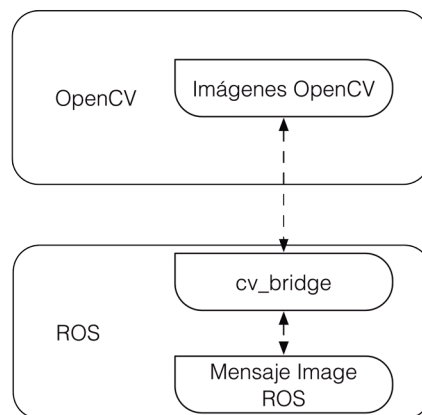 OpenCV
Imágenes OpenCV
ROS
cv_bridge
Mensaje Image
ROS